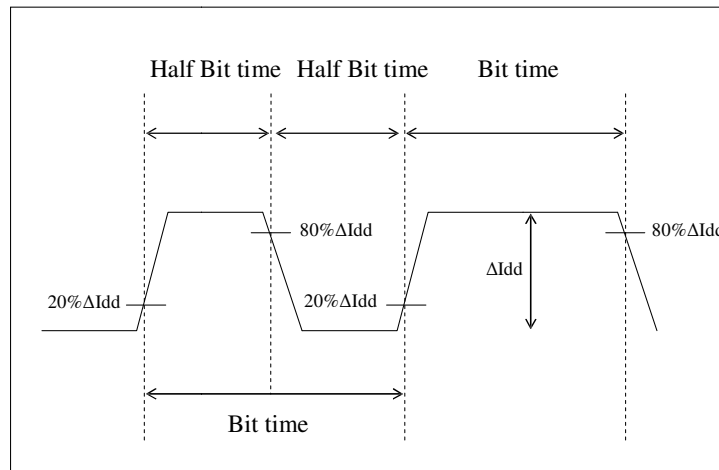 Half Bit time
Half Bit time
Bit time
80%ΔIdd
80%ΔIdd
ΔIdd
20%ΔIdd
20%ΔIdd
Bit time